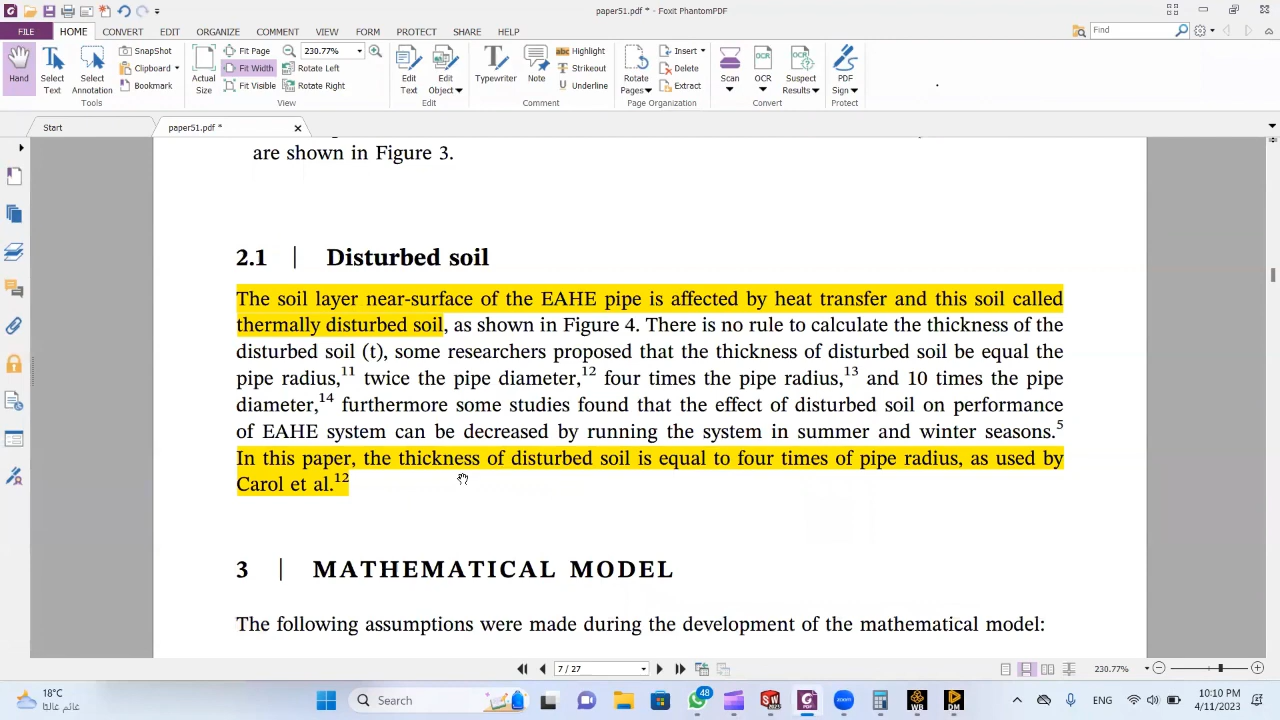 paper51.pdf * - Foxit PhantomPDF
FILE HOME CONVERT EDIT ORGANIZE COMMENT VIEW FORM PROTECT SHARE HELP Find
SnapShot Fit Page 230.77% Highlight Insert
Clipboard Fit Width Rotate Left Strikeout Delete
Bookmark Fit Visible Rotate Right Underline Extract
Hand Select Text Select Annotation Actual Size Edit Text Edit Object Typewriter Note Rotate Pages Scan OCR Suspect Results PDF Sign
Tools View Edit Comment Page Organization Convert Protect
Start paper51.pdf *
are shown in Figure 3.
2.1 | Disturbed soil
The soil layer near-surface of the EAHE pipe is affected by heat transfer and this soil called
thermally disturbed soil, as shown in Figure 4. There is no rule to calculate the thickness of the
disturbed soil (t), some researchers proposed that the thickness of disturbed soil be equal the
pipe radius,11 twice the pipe diameter,12 four times the pipe radius,13 and 10 times the pipe
diameter,14 furthermore some studies found that the effect of disturbed soil on performance
of EAHE system can be decreased by running the system in summer and winter seasons.5
In this paper, the thickness of disturbed soil is equal to four times of pipe radius, as used by
Carol et al.12
3 | MATHEMATICAL MODEL
The following assumptions were made during the development of the mathematical model:
7 / 27 230.77%
18°C
غائم غالبًا
Search 48 ENG 10:10 PM
4/11/2023